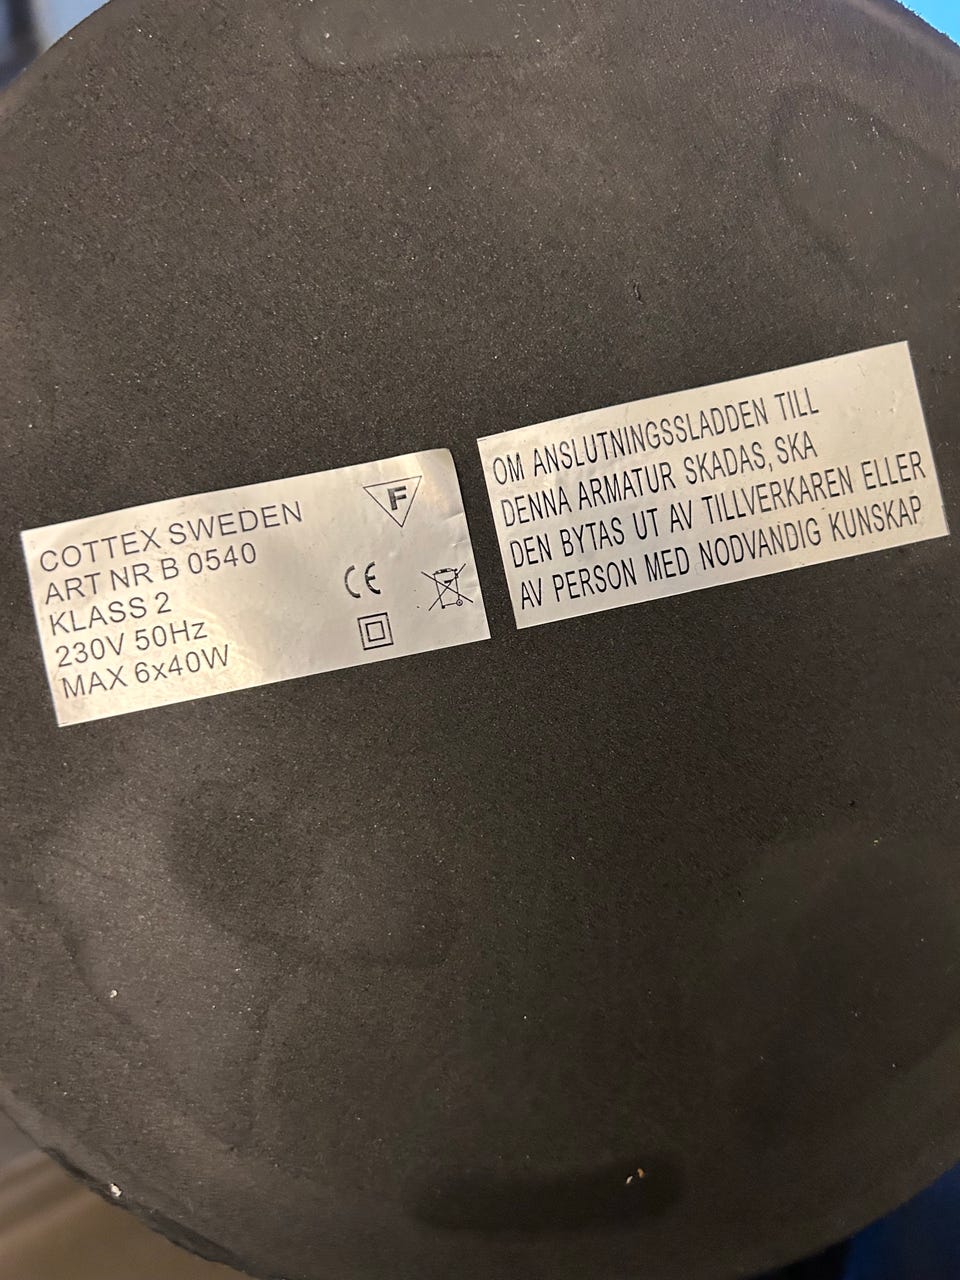 COTTEX SWEDEN
ART NR B 0540
KLASS 2
230V 50Hz
MAX 6x40W
F
CE
OM ANSLUTNINGSSLADDEN TILL
DENNA ARMATUR SKADAS, SKA
DEN BYTAS UT AV TILLVERKAREN ELLER
AV PERSON MED NODVANDIG KUNSKAP